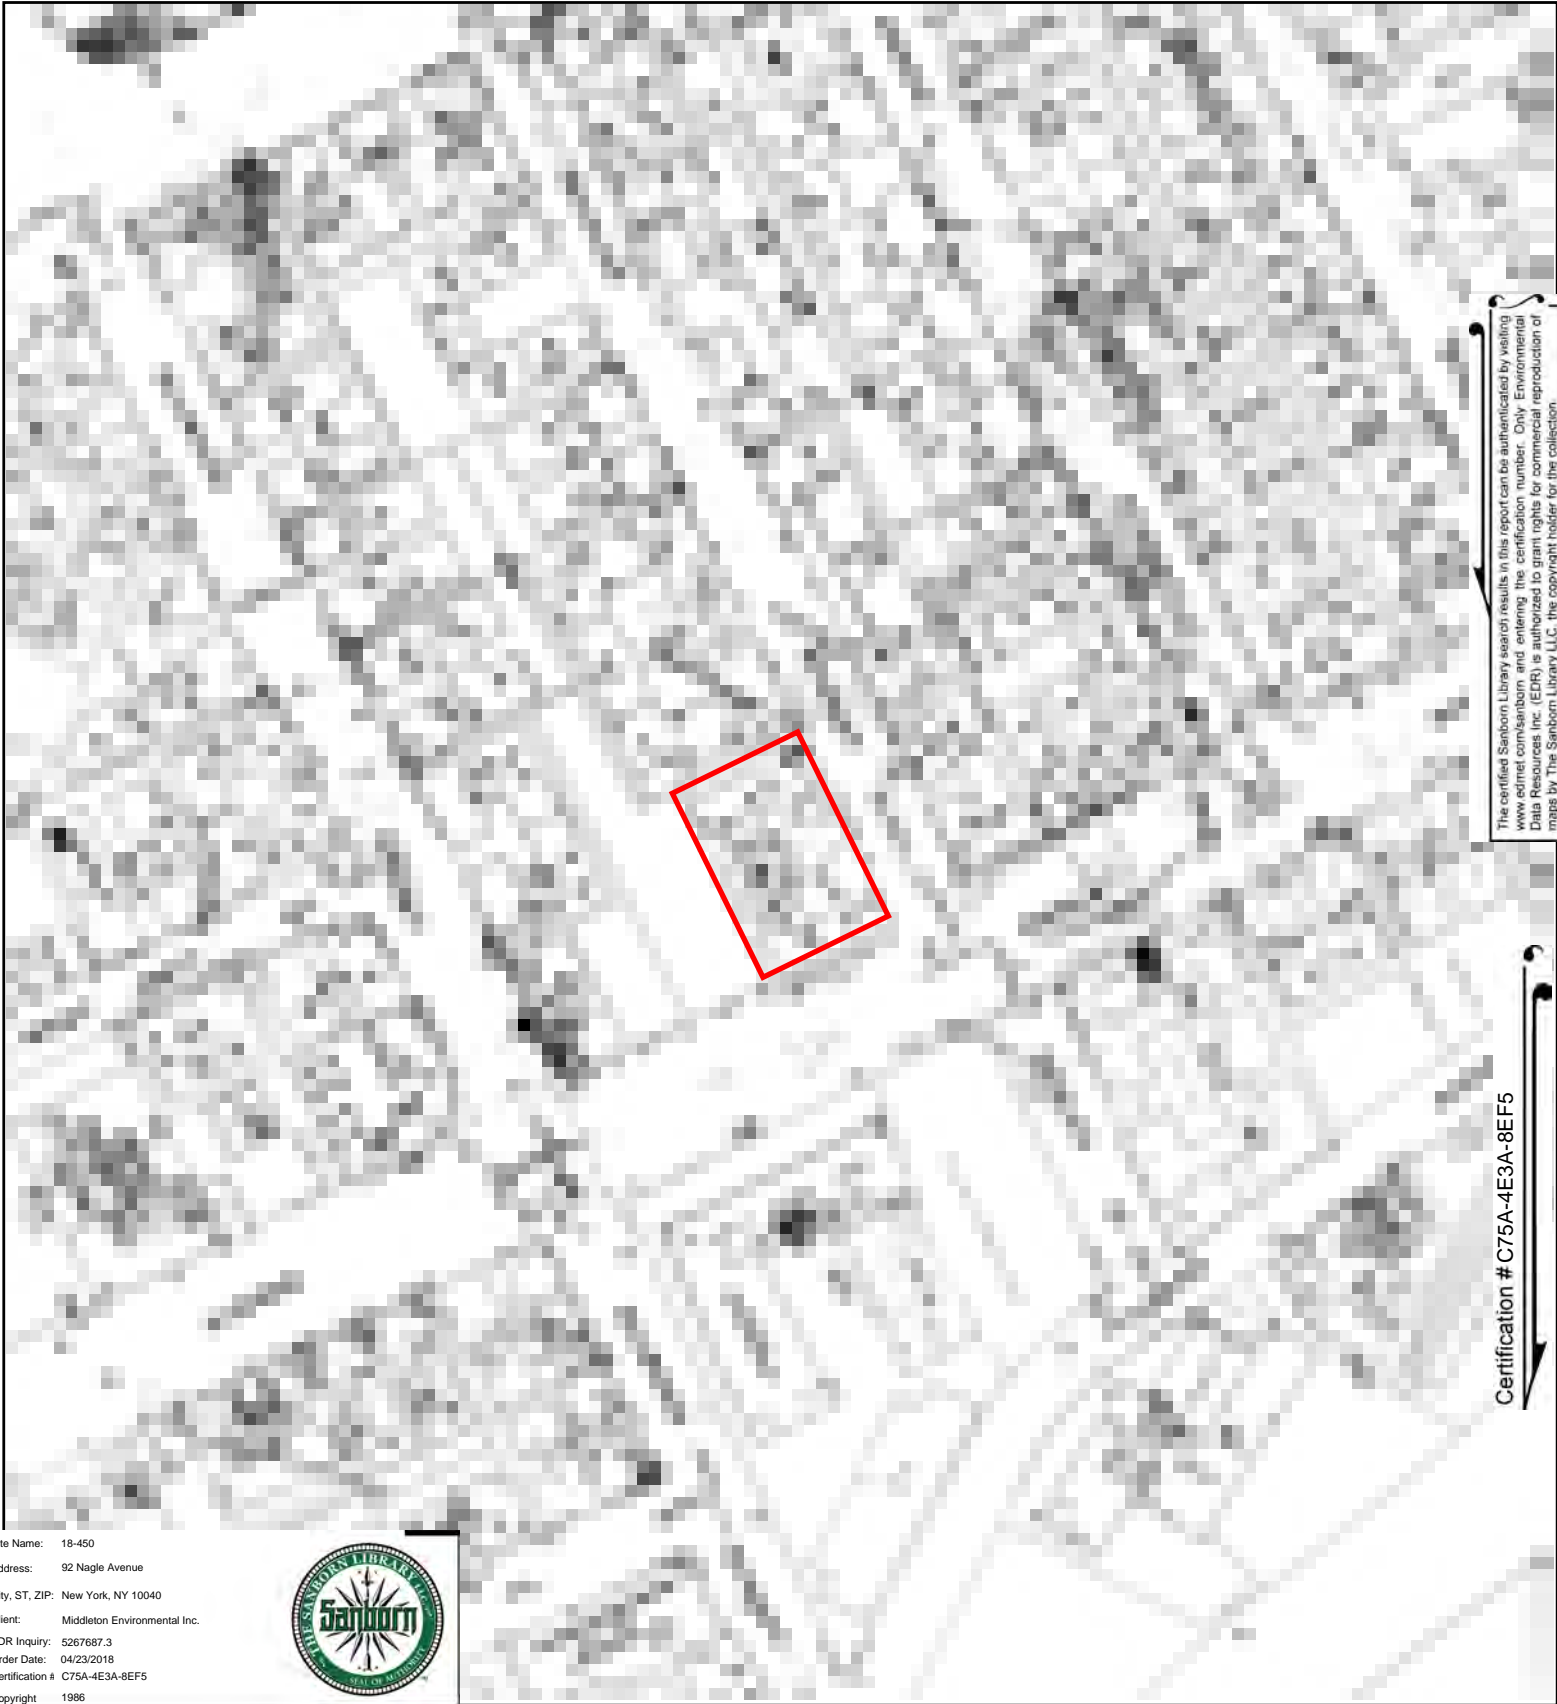 The certified Sanborn Library search results in this report can be authenticated by visiting
www.edrnet.com/sanborn and entering the certification number. Only Environmental
Data Resources Inc. (EDR) is authorized to grant rights for commercial reproduction of
maps by The Sanborn Library LLC, the copyright holder for the collection.
Certification # C75A-4E3A-8EF5
te Name: 18-450
ddress: 92 Nagle Avenue
ty, ST, ZIP: New York, NY 10040
ient: Middleton Environmental Inc.
DR Inquiry: 5267687.3
rder Date: 04/23/2018
ertification # C75A-4E3A-8EF5
opyright 1986
THE SANBORN LIBRARY LLC
Sanborn
SEAL OF AUTHORITY